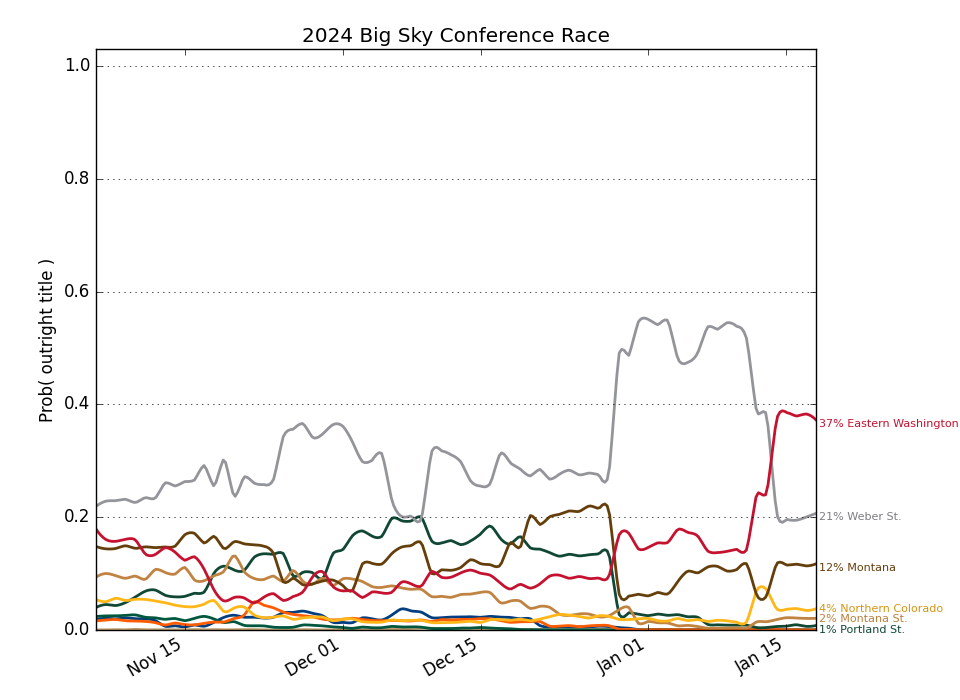 2024 Big Sky Conference Race
Prob( outright title )
1.0
0.8
0.6
0.4
0.2
0.0
Nov 15
Dec 01
Dec 15
Jan 01
Jan 15
37% Eastern Washington
21% Weber St.
12% Montana
4% Northern Colorado
2% Montana St.
1% Portland St.